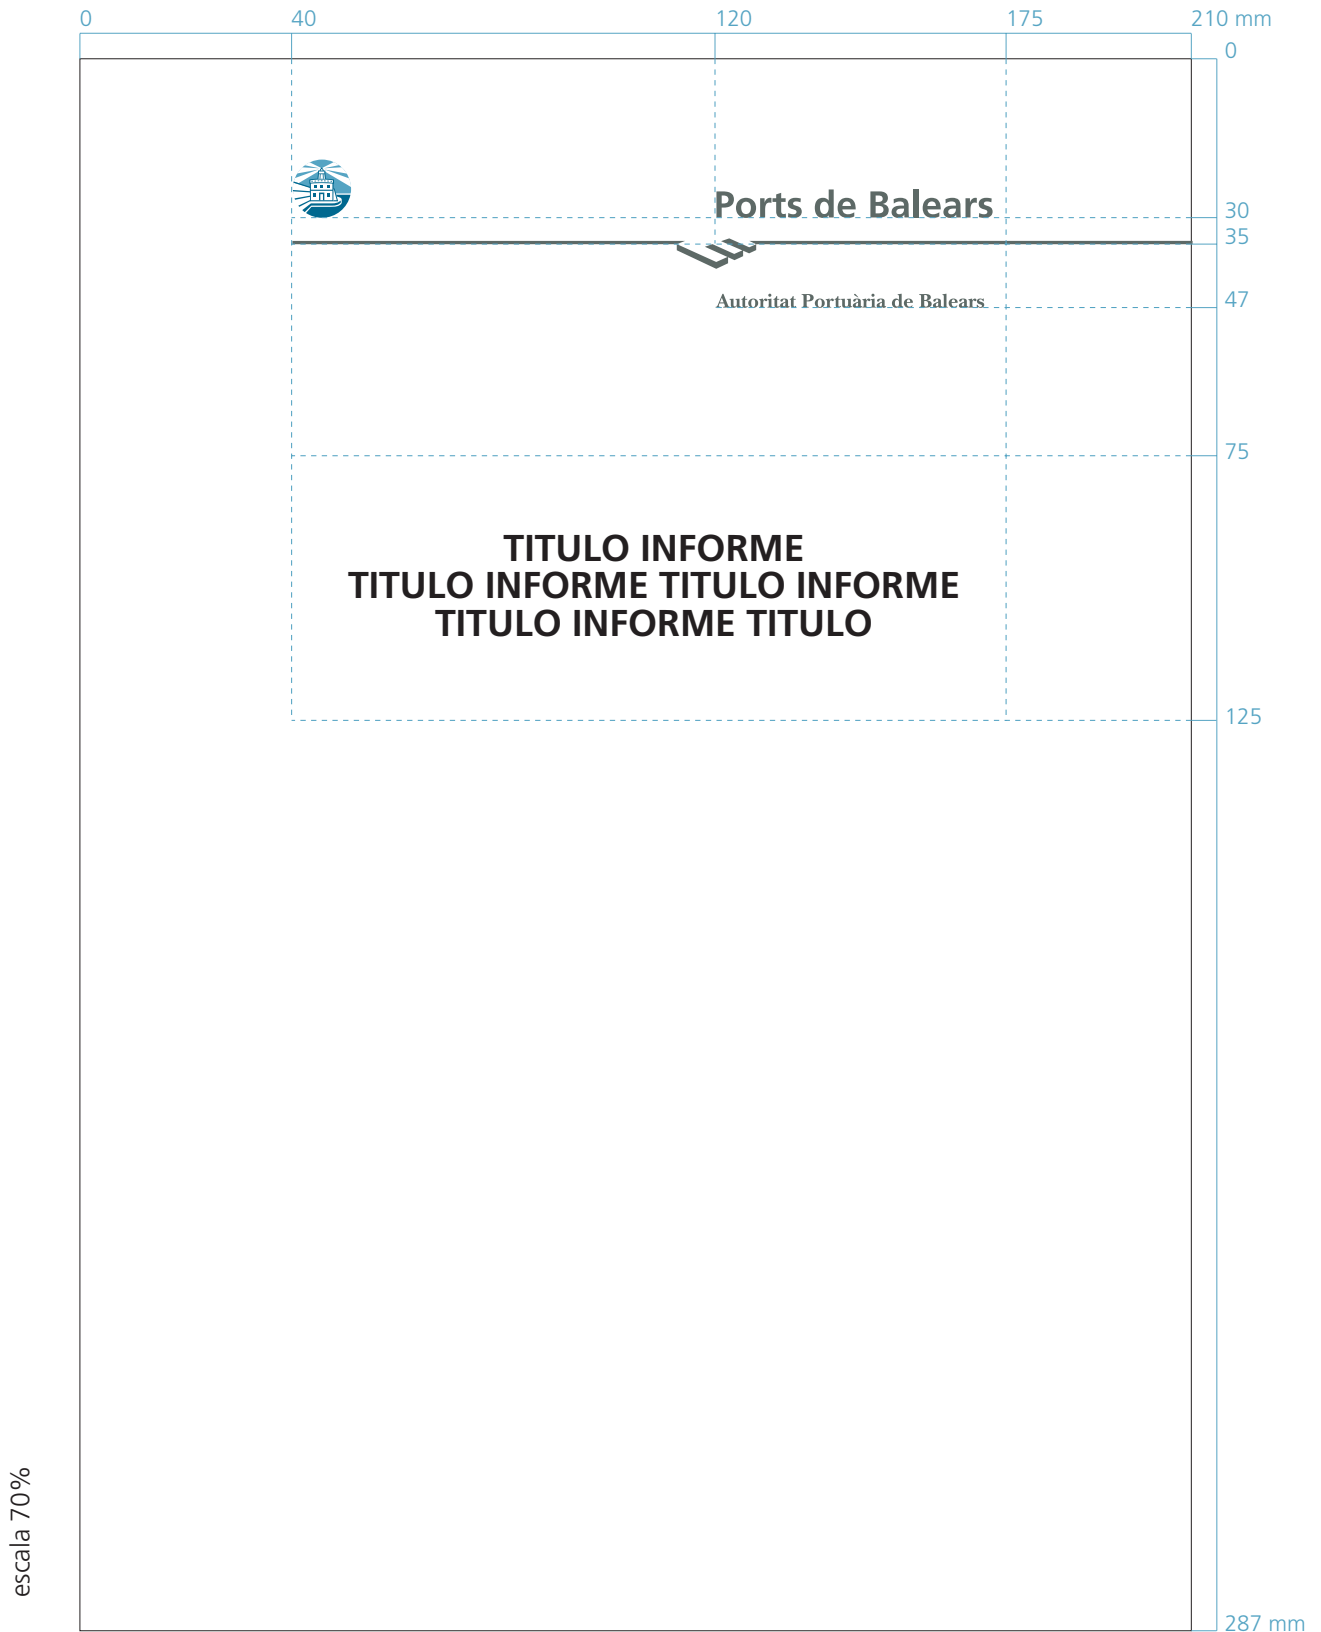 0 40 120 175 210 mm
0
Ports de Balears
30
35
Autoritat Portuària de Balears
47
75
TITULO INFORME
TITULO INFORME TITULO INFORME
TITULO INFORME TITULO
125
escala 70%
287 mm